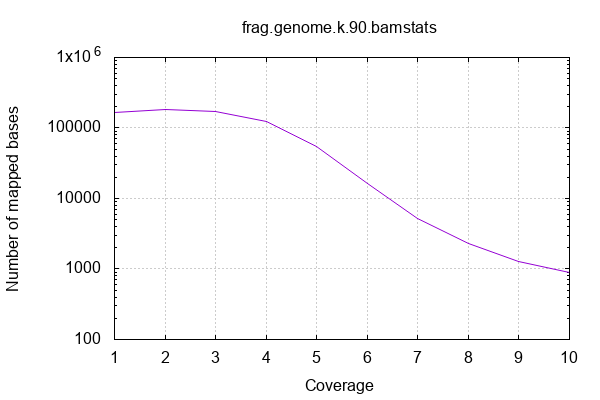 frag.genome.k.90.bamstats
1x10^6
100000
10000
1000
100
Number of mapped bases
1 2 3 4 5 6 7 8 9 10
Coverage